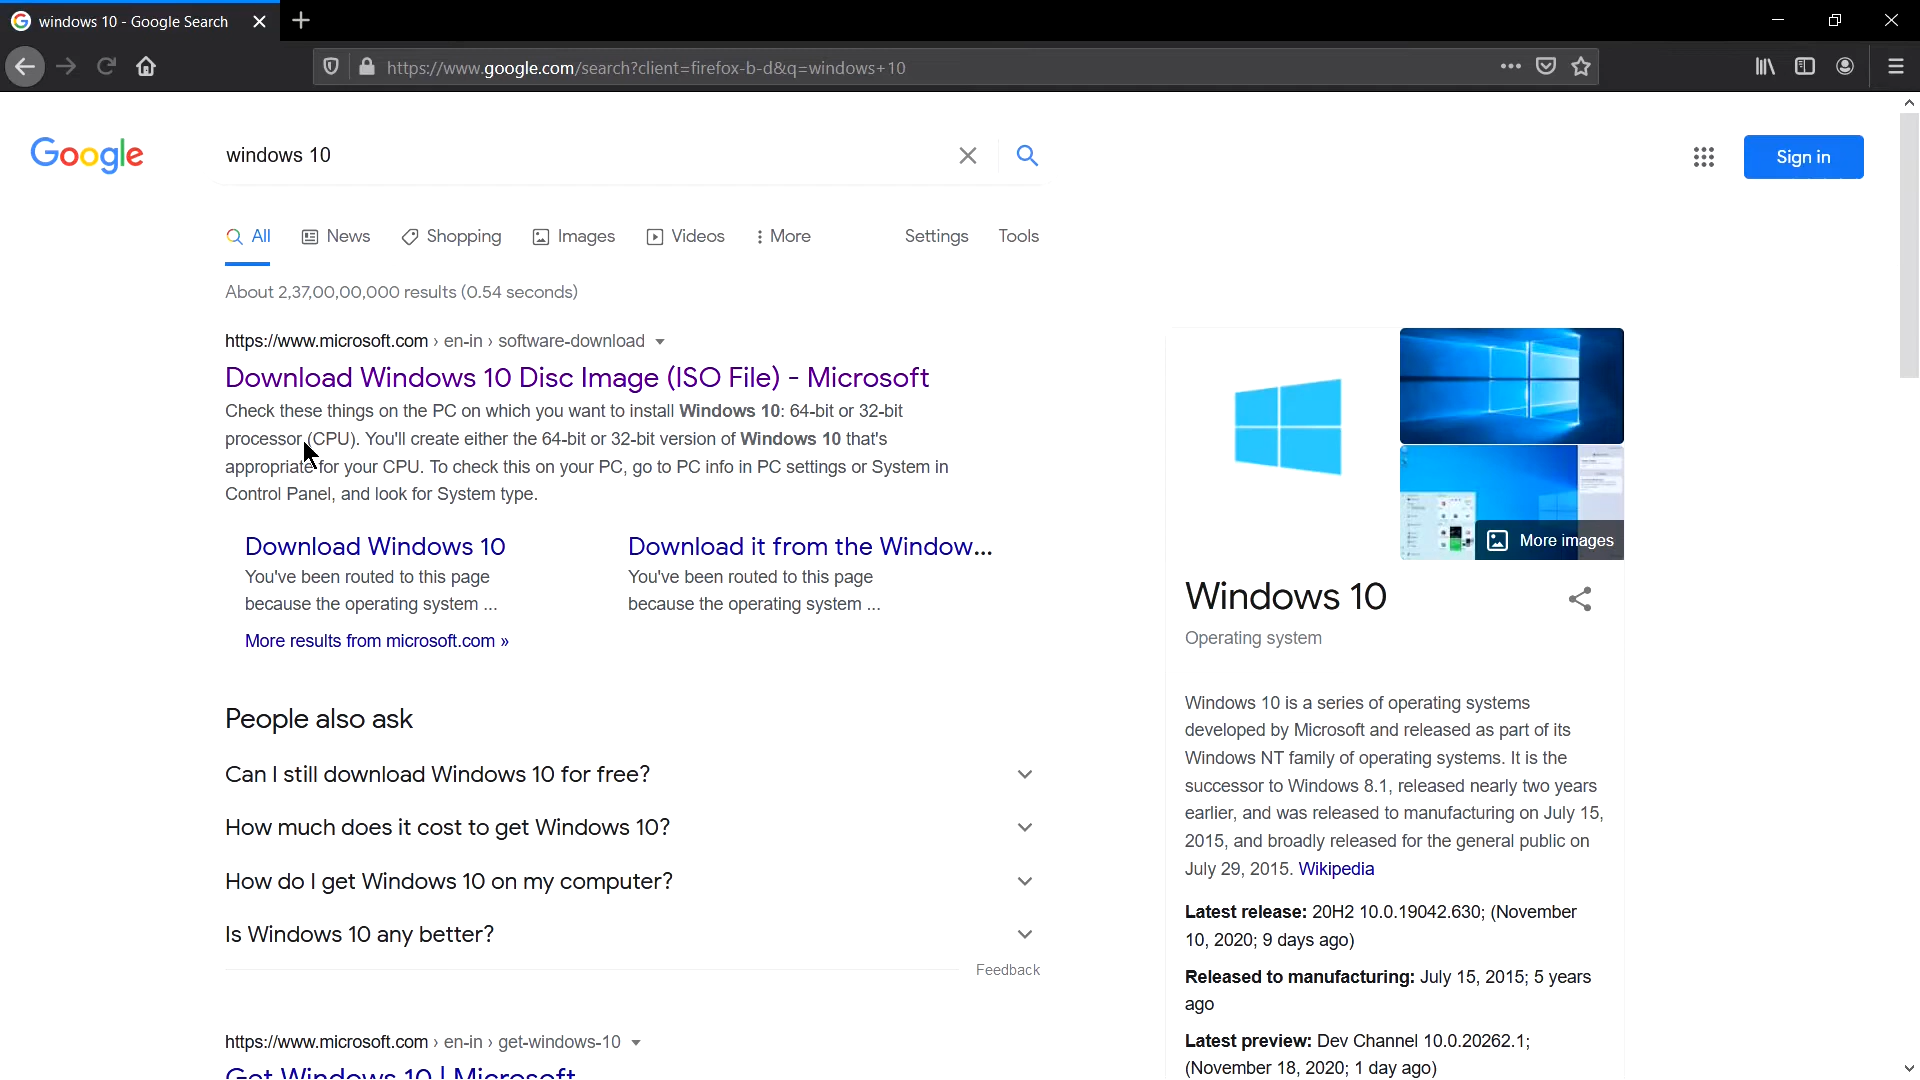 windows 10 - Google Search
https://www.google.com/search?client=firefox-b-d&q=windows+10
Google
windows 10
Sign in
All
News
Shopping
Images
Videos
More
Settings
Tools
About 2,37,00,00,000 results (0.54 seconds)
https://www.microsoft.com › en-in › software-download
Download Windows 10 Disc Image (ISO File) - Microsoft
Check these things on the PC on which you want to install Windows 10: 64-bit or 32-bit
processor (CPU). You'll create either the 64-bit or 32-bit version of Windows 10 that's
appropriate for your CPU. To check this on your PC, go to PC info in PC settings or System in
Control Panel, and look for System type.
Download Windows 10
You've been routed to this page
because the operating system ...
Download it from the Window...
You've been routed to this page
because the operating system ...
More results from microsoft.com »
People also ask
Can I still download Windows 10 for free?
How much does it cost to get Windows 10?
How do I get Windows 10 on my computer?
Is Windows 10 any better?
Feedback
https://www.microsoft.com › en-in › get-windows-10
Get Windows 10 | Microsoft
More images
Windows 10
Operating system
Windows 10 is a series of operating systems
developed by Microsoft and released as part of its
Windows NT family of operating systems. It is the
successor to Windows 8.1, released nearly two years
earlier, and was released to manufacturing on July 15,
2015, and broadly released for the general public on
July 29, 2015. Wikipedia
Latest release: 20H2 10.0.19042.630; (November
10, 2020; 9 days ago)
Released to manufacturing: July 15, 2015; 5 years
ago
Latest preview: Dev Channel 10.0.20262.1;
(November 18, 2020; 1 day ago)